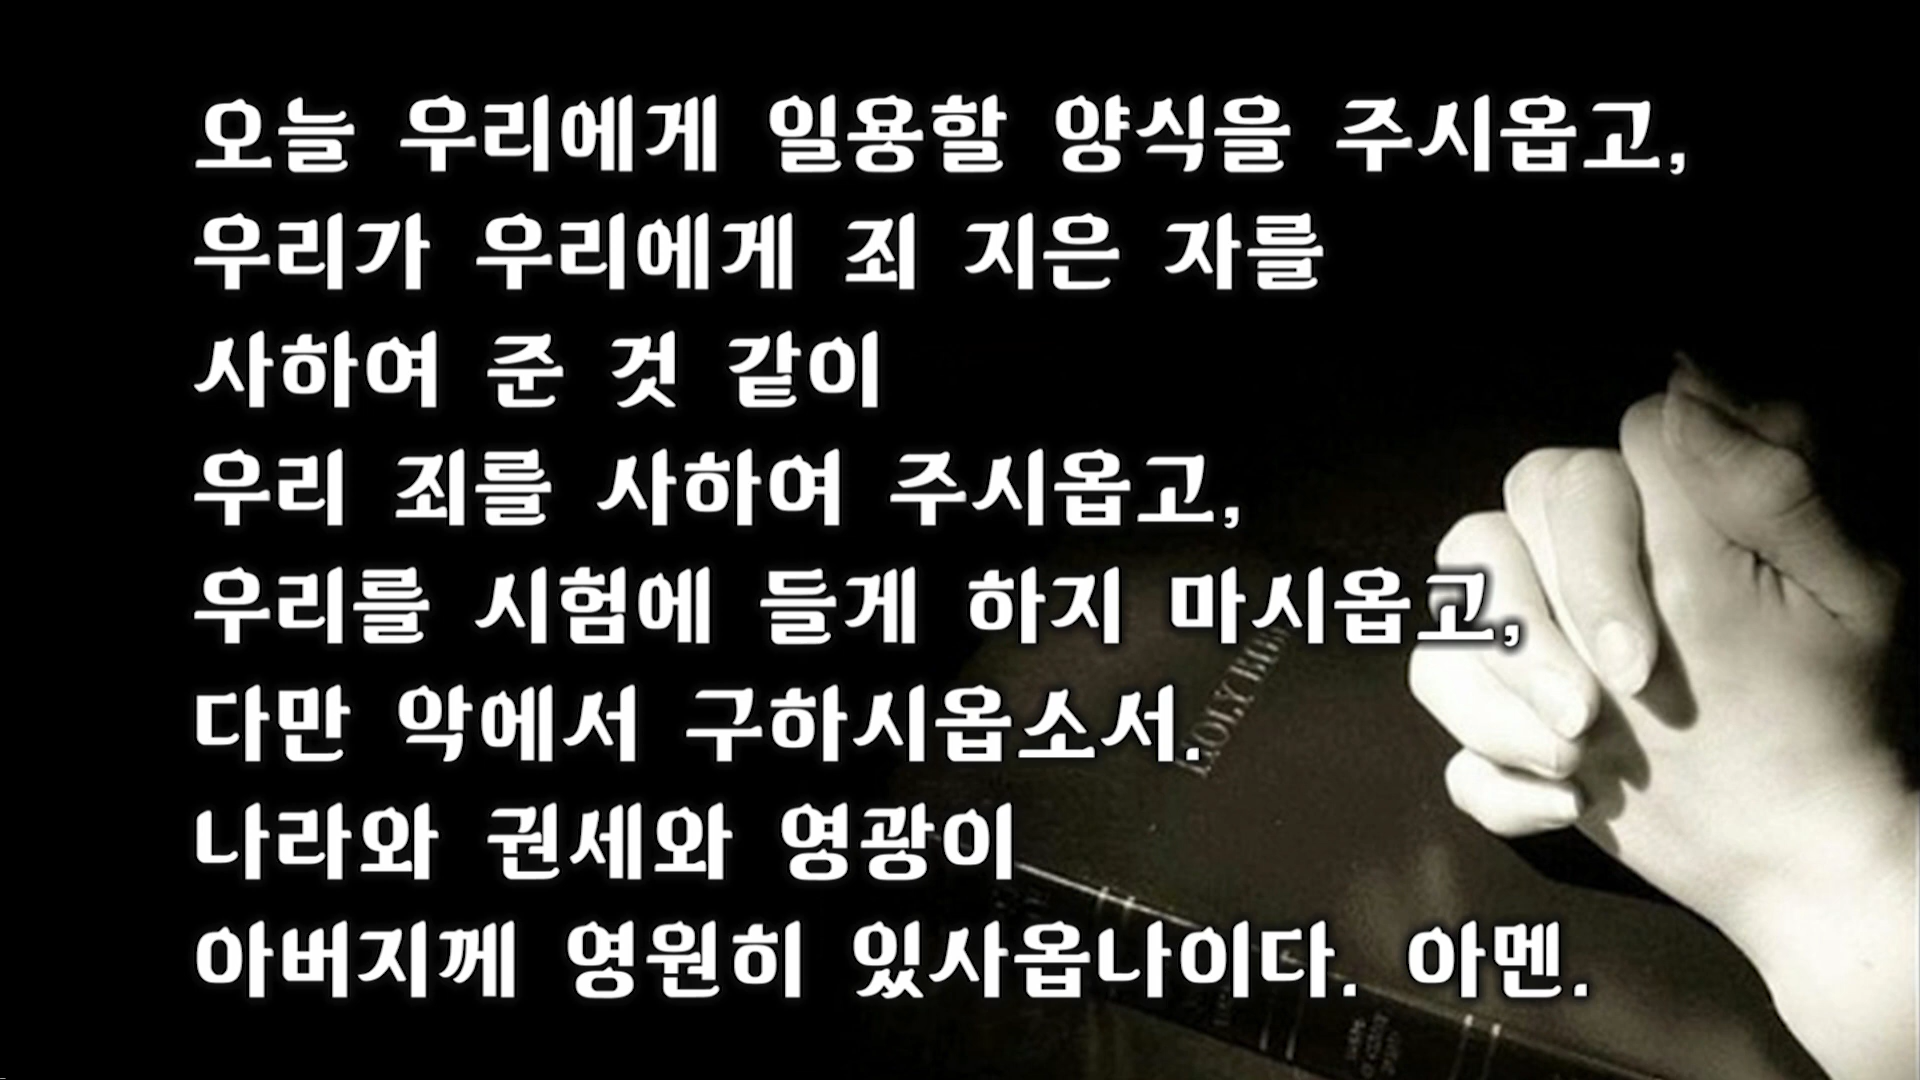 오늘 우리에게 일용할 양식을 주시옵고,
우리가 우리에게 죄 지은 자를
사하여 준 것 같이
우리 죄를 사하여 주시옵고,
우리를 시험에 들게 하지 마시옵고,
다만 악에서 구하시옵소서.
나라와 권세와 영광이
아버지께 영원히 있사옵나이다. 아멘.
HOLY